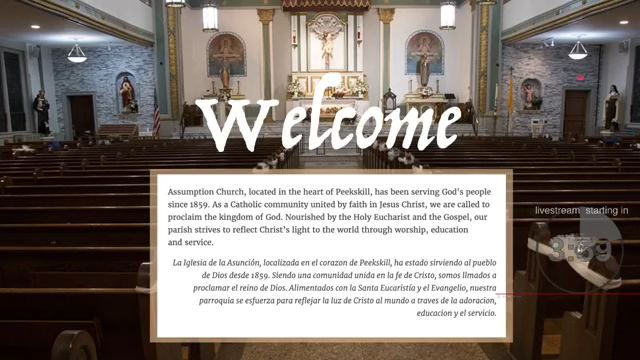 Welcome
Assumption Church, located in the heart of Peekskill, has been serving God's people
since 1859. As a Catholic community united by faith in Jesus Christ, we are called to
proclaim the kingdom of God. Nourished by the Holy Eucharist and the Gospel, our
parish strives to reflect Christ's light to the world through worship, education
and service.
livestream starting in
3:59
La Iglesia de la Asunción, localizada en el corazon de Peekskill, ha estado sirviendo al pueblo
de Dios desde 1859. Siendo una comunidad unida en la fe de Cristo, somos llmados a
proclamar el reino de Dios. Alimentados con la Santa Eucaristía y el Evangelio, nuestra
parroquia se esfuerza para reflejar la luz de Cristo al mundo a traves de la adoracion,
educacion y el servicio.